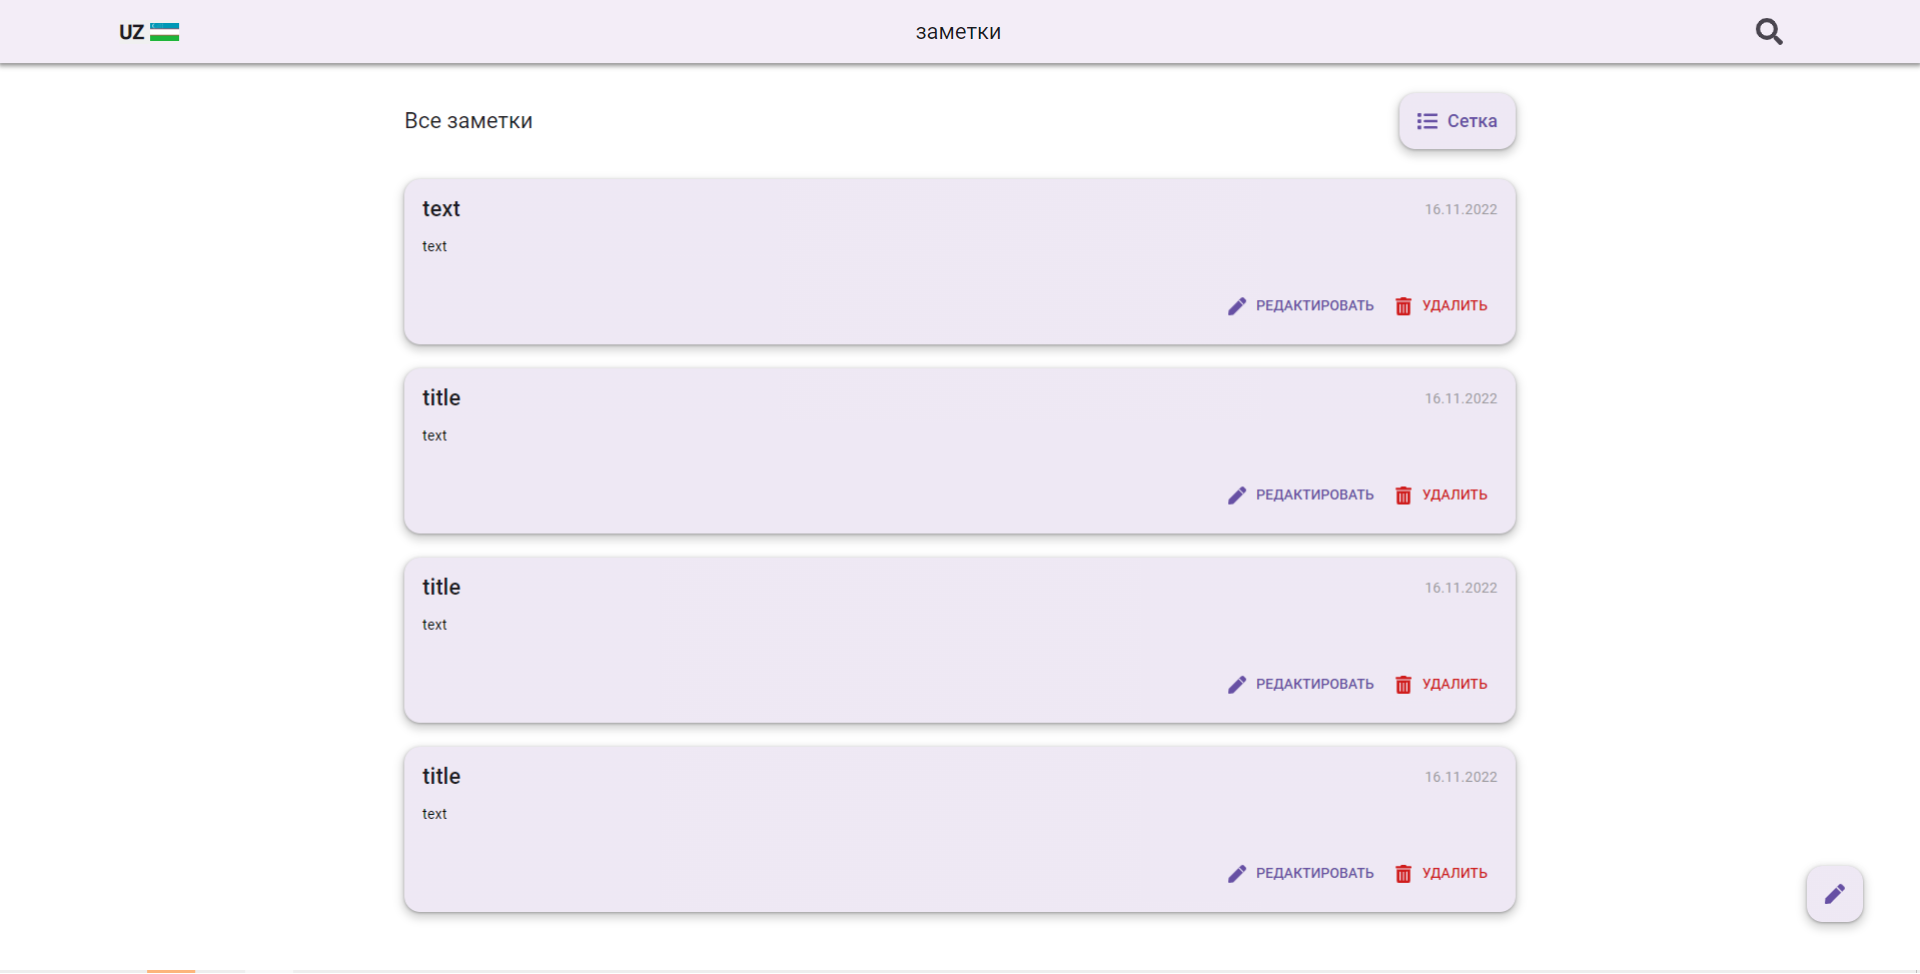 UZ
заметки
Все заметки
Сетка
text
16.11.2022
text
РЕДАКТИРОВАТЬ
УДАЛИТЬ
title
16.11.2022
text
РЕДАКТИРОВАТЬ
УДАЛИТЬ
title
16.11.2022
text
РЕДАКТИРОВАТЬ
УДАЛИТЬ
title
16.11.2022
text
РЕДАКТИРОВАТЬ
УДАЛИТЬ